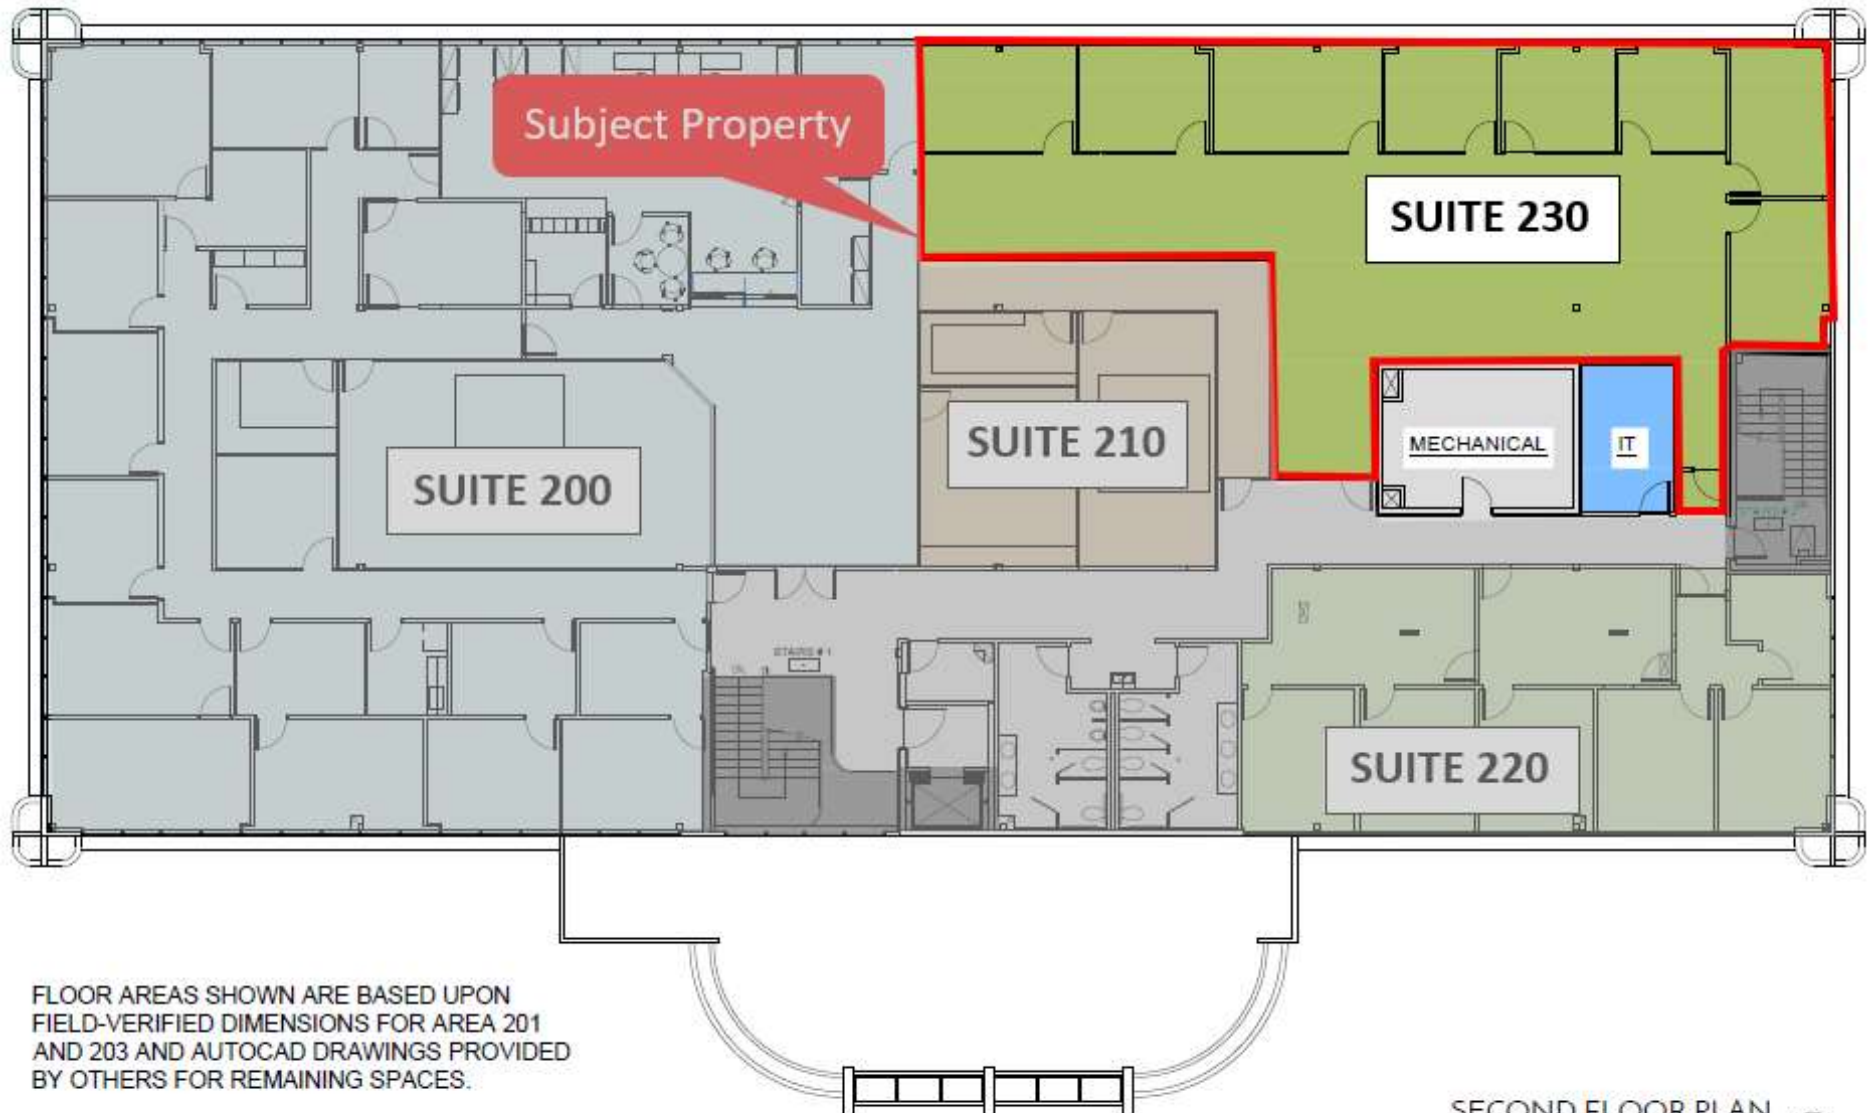 Subject Property
SUITE 230
SUITE 210
MECHANICAL
IT
SUITE 200
STAIRS # 1
SUITE 220
FLOOR AREAS SHOWN ARE BASED UPON
FIELD-VERIFIED DIMENSIONS FOR AREA 201
AND 203 AND AUTOCAD DRAWINGS PROVIDED
BY OTHERS FOR REMAINING SPACES.
SECOND FLOOR PLAN